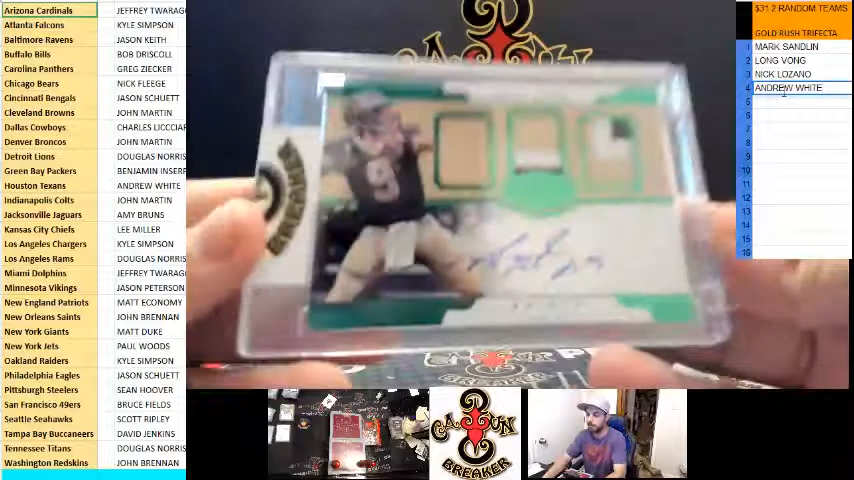 Arizona Cardinals JEFFREY TWARAG
Atlanta Falcons KYLE SIMPSON
Baltimore Ravens JASON KEITH
Buffalo Bills BOB DRISCOLL
Carolina Panthers GREG ZIECKER
Chicago Bears NICK FLEEGE
Cincinnati Bengals JASON SCHUETT
Cleveland Browns JOHN MARTIN
Dallas Cowboys CHARLES LICCCIAR
Denver Broncos JOHN MARTIN
Detroit Lions DOUGLAS NORRIS
Green Bay Packers BENJAMIN INSERR
Houston Texans ANDREW WHITE
Indianapolis Colts JOHN MARTIN
Jacksonville Jaguars AMY BRUNS
Kansas City Chiefs LEE MILLER
Los Angeles Chargers KYLE SIMPSON
Los Angeles Rams DOUGLAS NORRIS
Miami Dolphins JEFFREY TWARAG
Minnesota Vikings JASON PETERSON
New England Patriots MATT ECONOMY
New Orleans Saints JOHN BRENNAN
New York Giants MATT DUKE
New York Jets PAUL WOODS
Oakland Raiders KYLE SIMPSON
Philadelphia Eagles JASON SCHUETT
Pittsburgh Steelers SEAN HOOVER
San Francisco 49ers BRUCE FIELDS
Seattle Seahawks SCOTT RIPLEY
Tampa Bay Buccaneers DAVID JENKINS
Tennessee Titans DOUGLAS NORRIS
Washington Redskins JOHN BRENNAN
9
BREAKER
CAJUN
BREAKER
$31 2 RANDOM TEAMS
GOLD RUSH TRIFECTA
1 MARK SANDLIN
2 LONG VONG
3 NICK LOZANO
4 ANDREW WHITE
5
6
7
8
9
10
11
12
13
14
15
16